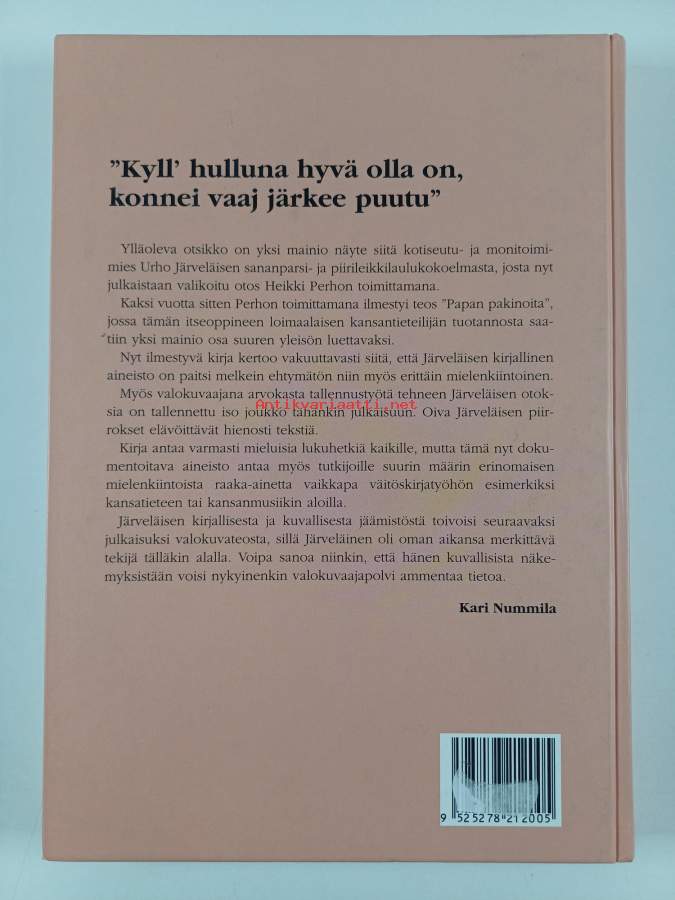 "Kyll' hulluna hyvä olla on,
konnei vaaj järkee puutu"
Ylläoleva otsikko on yksi mainio näyte siitä kotiseutu- ja monitoimi-
mies Urho Järveläisen sananparsi- ja piirileikkilaulukokoelmasta, josta nyt
julkaistaan valikoitu otos Heikki Perhon toimittamana.
Kaksi vuotta sitten Perhon toimittamana ilmestyi teos "Papan pakinoita",
jossa tämän itseoppineen loimaalaisen kansantieteilijän tuotannosta saa-
tiin yksi mainio osa suuren yleisön luettavaksi.
Nyt ilmestyvä kirja kertoo vakuuttavasti siitä, että Järveläisen kirjallinen
aineisto on paitsi melkein ehtymätön niin myös erittäin mielenkiintoinen.
Myös valokuvaajana arvokasta tallennustyötä tehneen Järveläisen otok-
sia on tallennettu iso joukko tähänkin julkaisuun. Oiva Järveläisen piir-
rokset elävöittävät hienosti tekstiä.
Antikvariaatti.net
Kirja antaa varmasti mieluisia lukuhetkiä kaikille, mutta tämä nyt doku-
mentoitava aineisto antaa myös tutkijoille suurin määrin erinomaisen
mielenkiintoista raaka-ainetta vaikkapa väitöskirjatyöhön esimerkiksi
kansatieteen tai kansanmusiikin aloilla.
Järveläisen kirjallisesta ja kuvallisesta jäämistöstä toivoisi seuraavaksi
julkaisuksi valokuvateosta, sillä Järveläinen oli oman aikansa merkittävä
tekijä tälläkin alalla. Voipa sanoa niinkin, että hänen kuvallisista näke-
myksistään voisi nykyinenkin valokuvaajapolvi ammentaa tietoa.
Kari Nummila
9 525278 212005